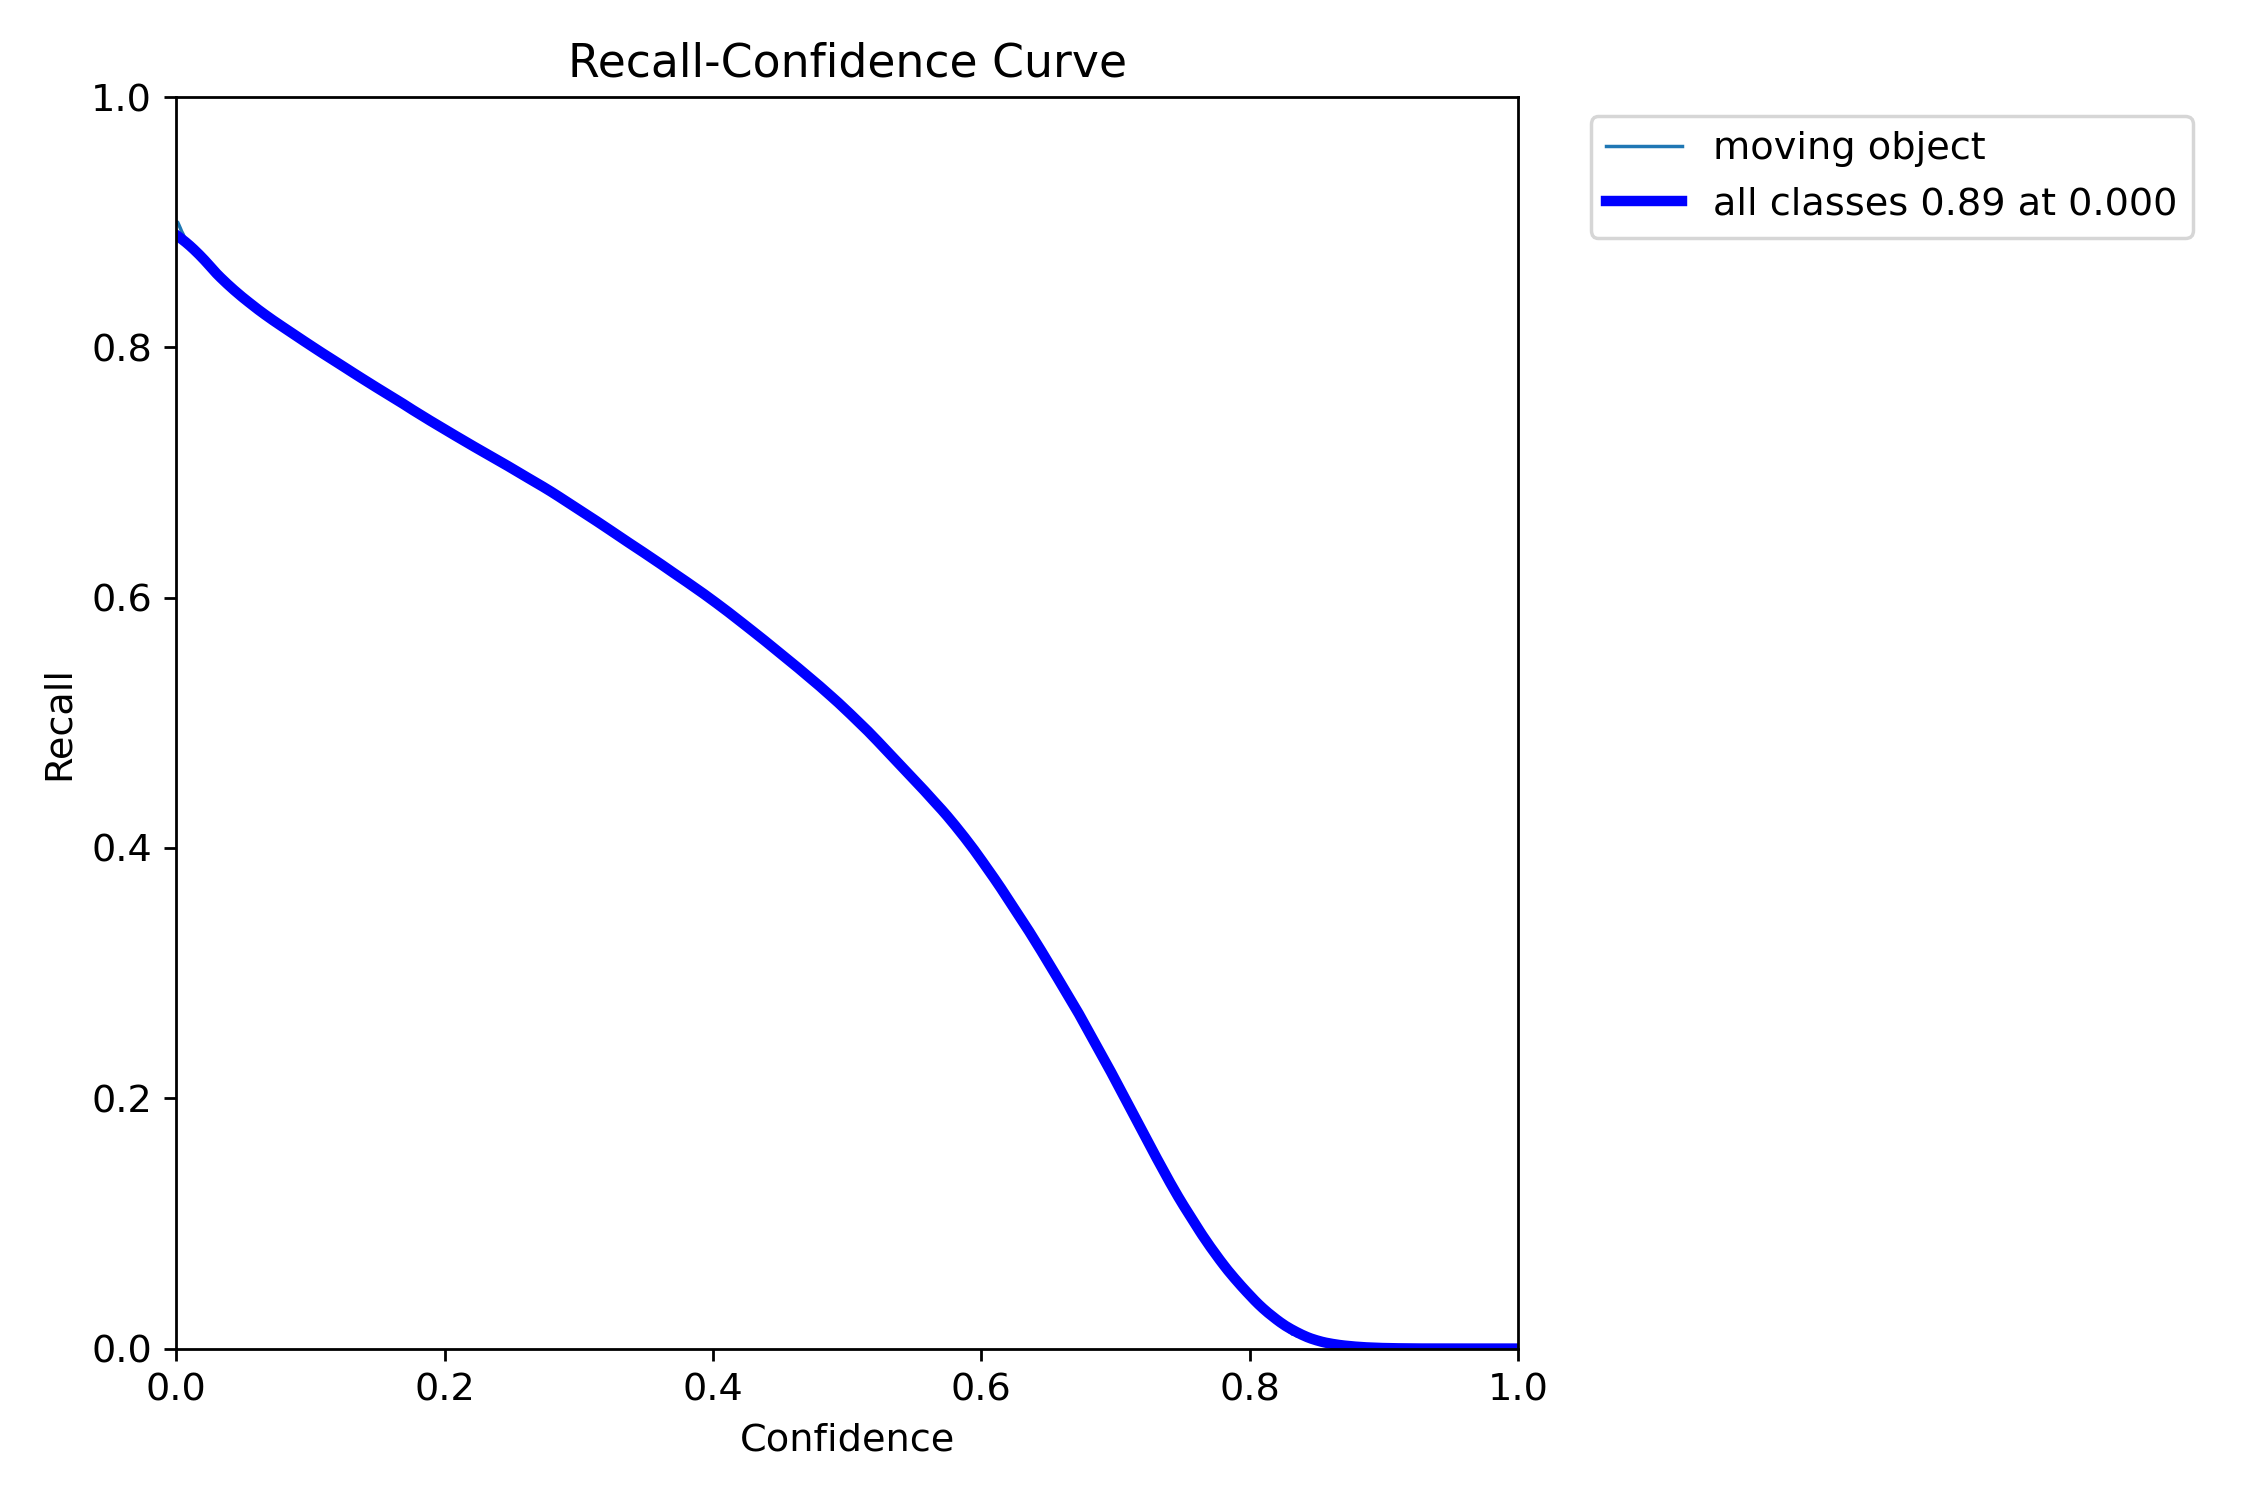 Recall-Confidence Curve
1.0
0.8
0.6
0.4
0.2
0.0
Recall
0.0 0.2 0.4 0.6 0.8 1.0
Confidence
moving object
all classes 0.89 at 0.000